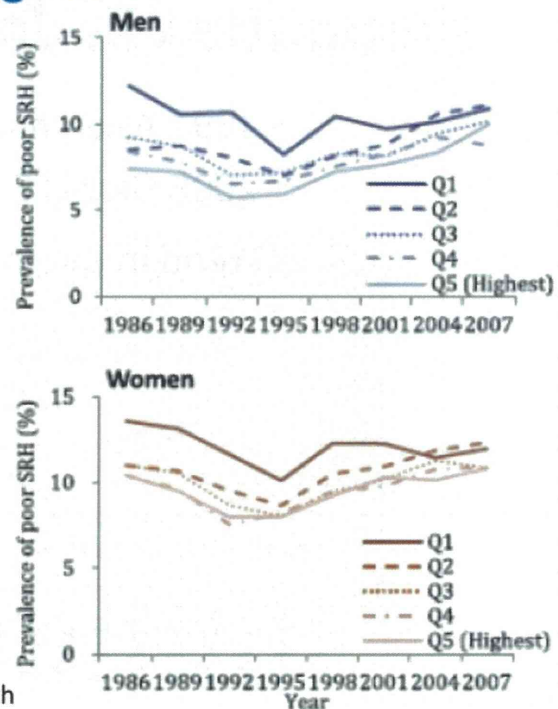 Men
Prevalence of poor SRH (%)
15
10
5
0
Q1
Q2
Q3
Q4
Q5 (Highest)
1986 1989 1992 1995 1998 2001 2004 2007
Women
Prevalence of poor SRH (%)
15
10
5
0
Q1
Q2
Q3
Q4
Q5 (Highest)
1986 1989 1992 1995 1998 2001 2004 2007
Year
h